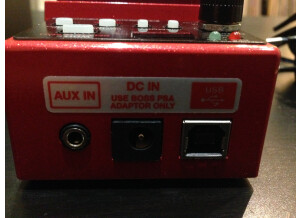 AUX IN
DC IN
USE BOSS PSA
ADAPTOR ONLY
USB